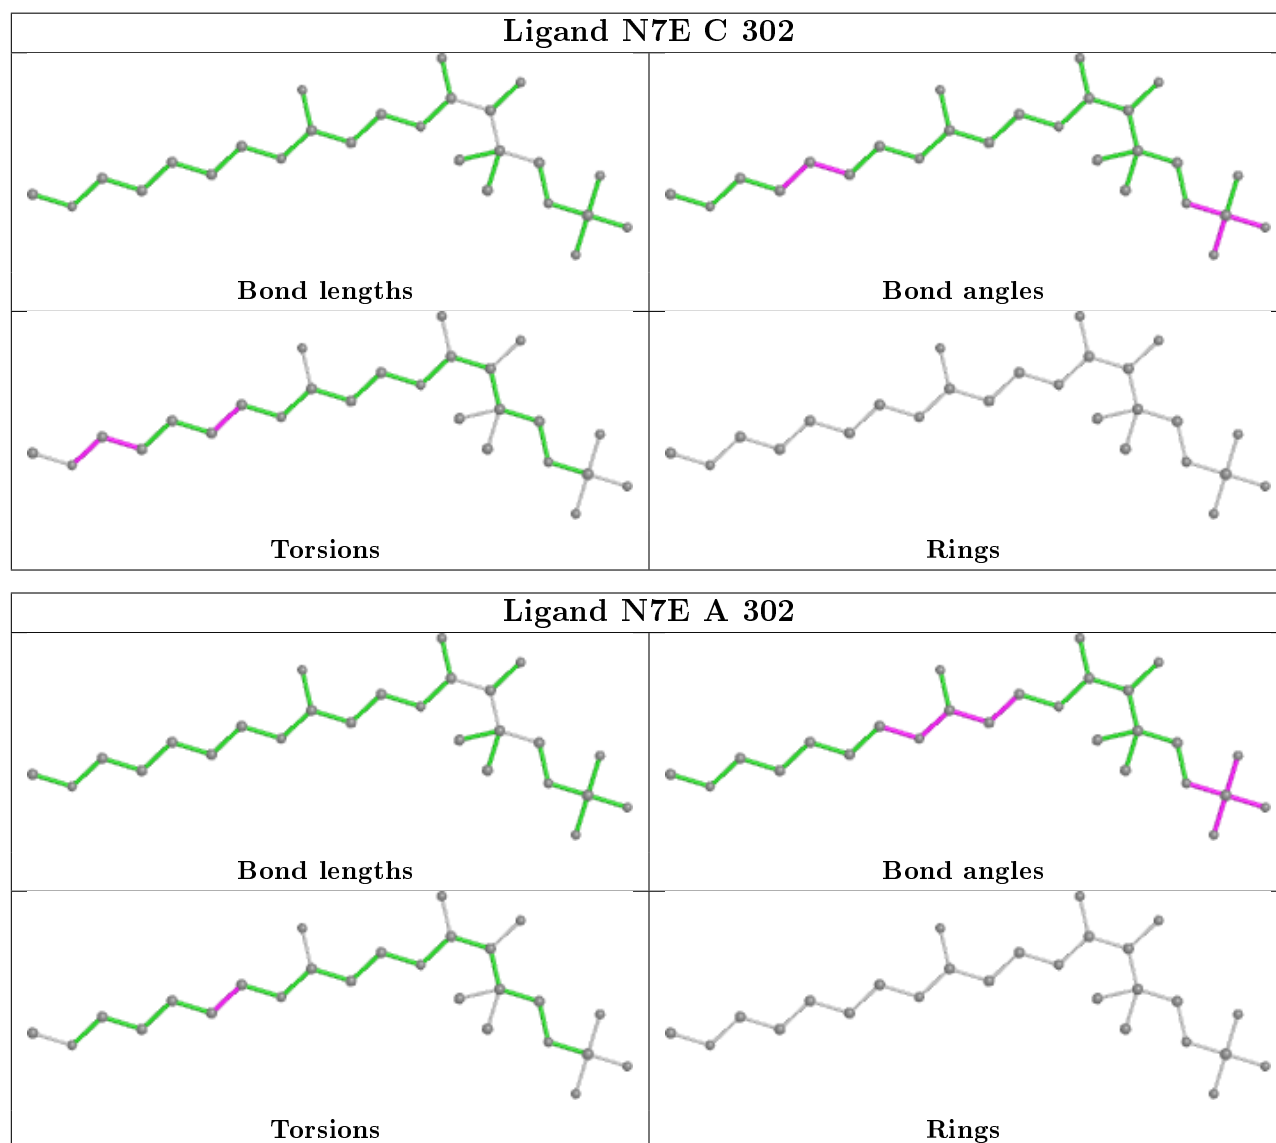 Ligand N7E C 302
Bond lengths
Bond angles
Torsions
Rings
Ligand N7E A 302
Bond lengths
Bond angles
Torsions
Rings